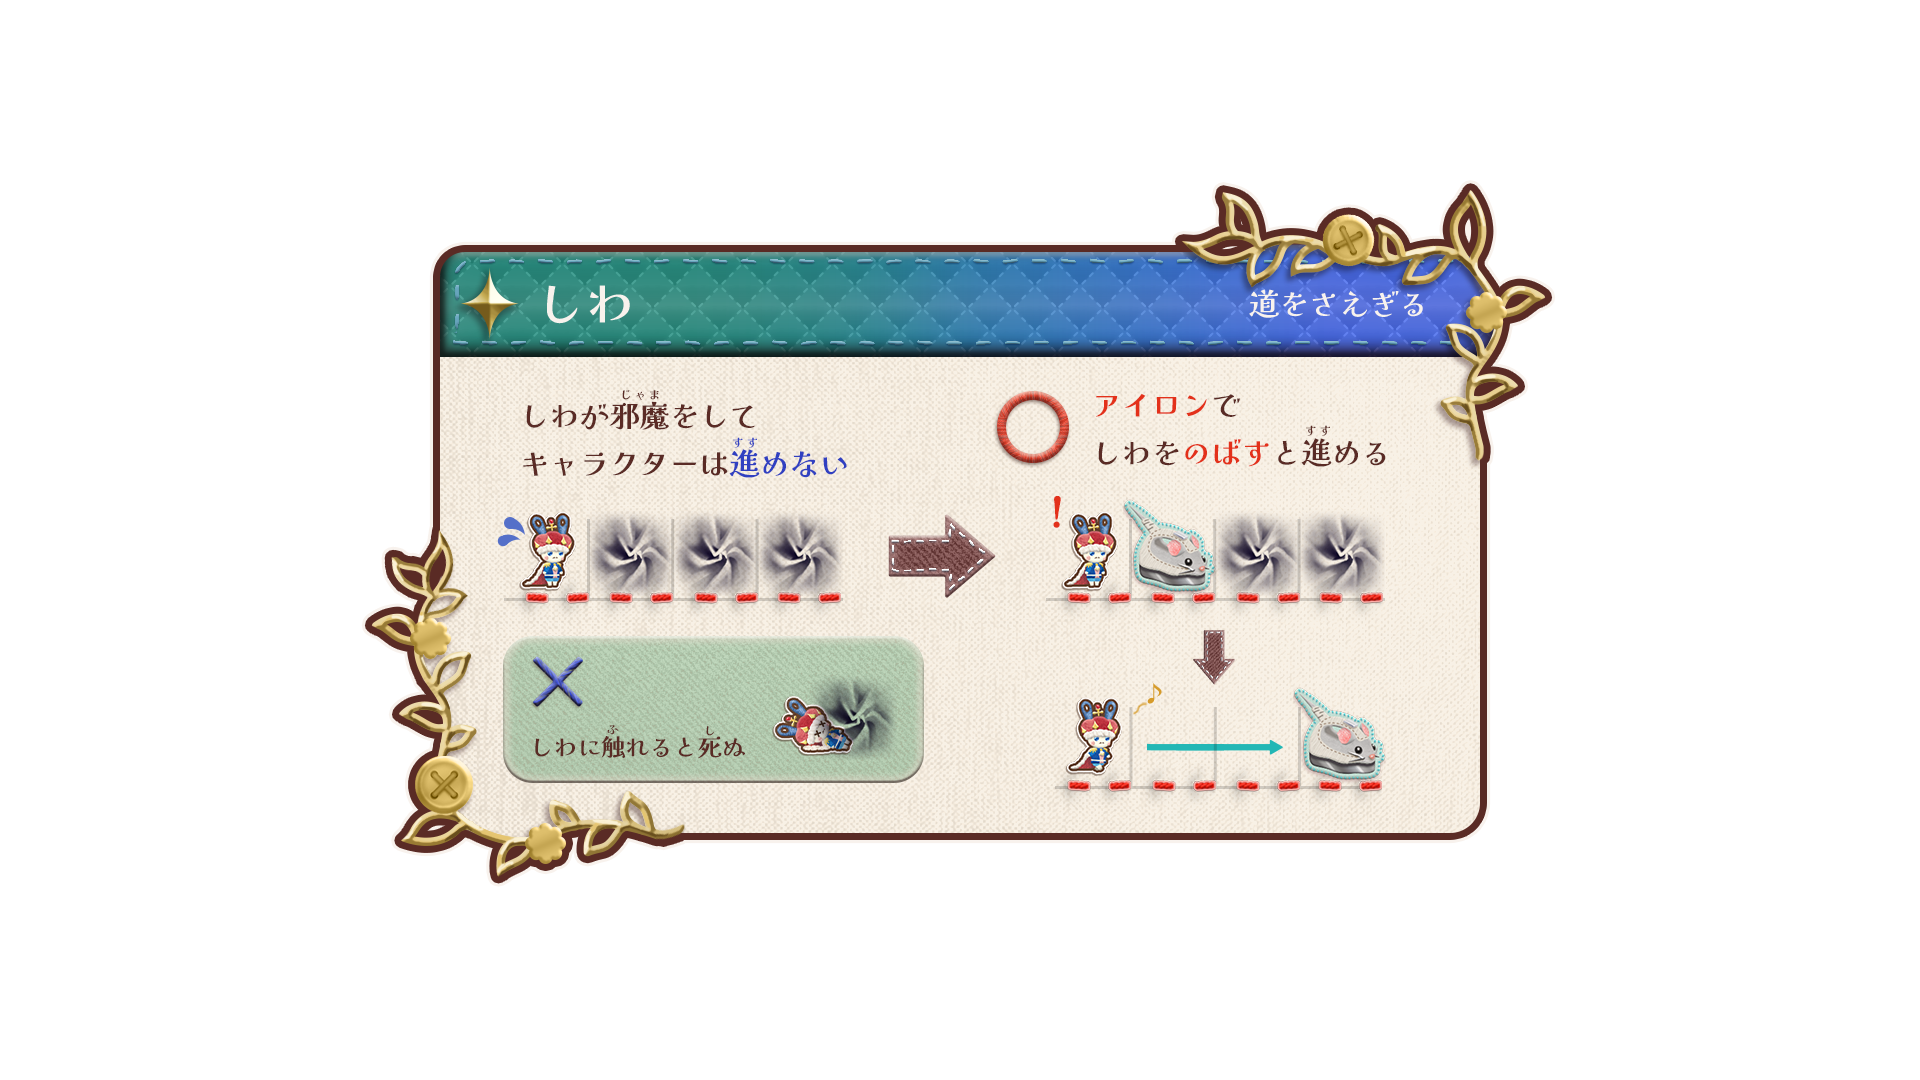 しわ
道をさえぎる
しわが邪魔をして
じゃま
キャラクターは進めない
すす
アイロンで
しわをのばすと進める
すす
しわに触れると死ぬ
ふ
し